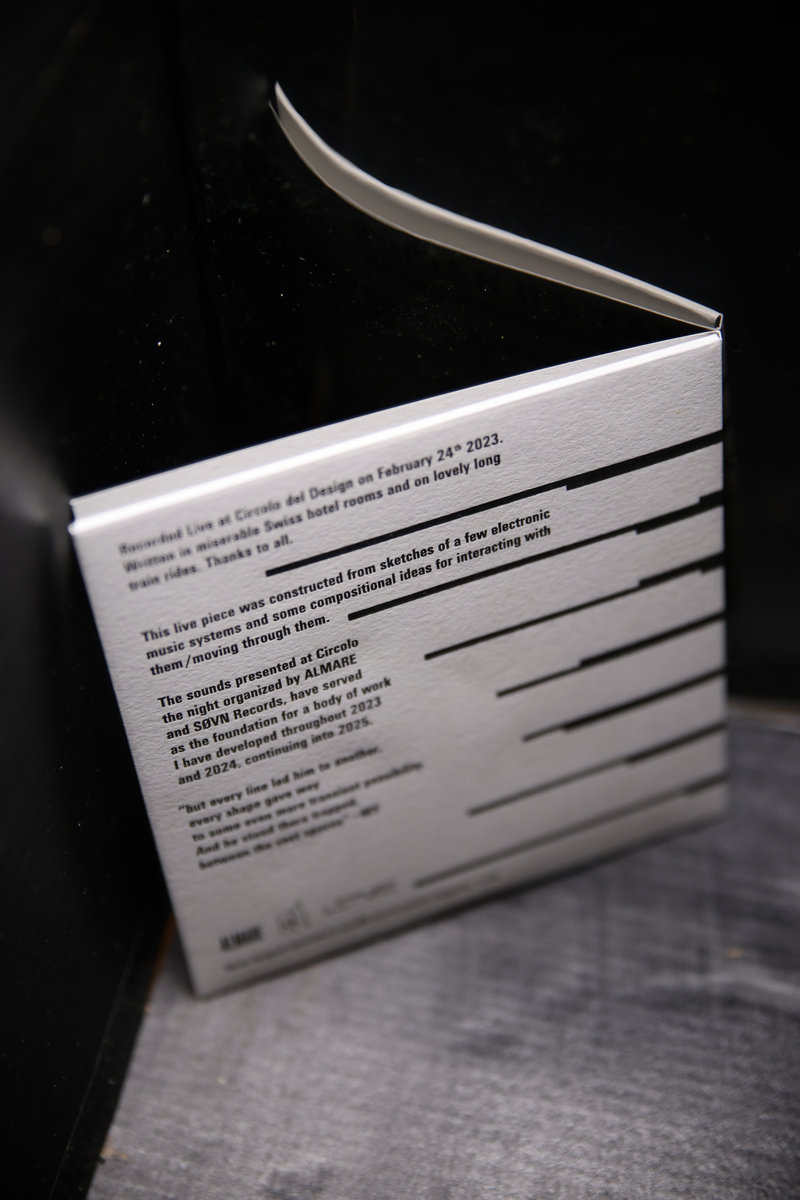 Recorded Live at Circolo del Design on February 24th 2023.
Written in miserable Swiss hotel rooms and on lovely long
train rides. Thanks to all.
This live piece was constructed from sketches of a few electronic
music systems and some compositional ideas for interacting with
them/moving through them.
The sounds presented at Circolo
the night organized by ALMARE
and SØVN Records, have served
as the foundation for a body of work
I have developed throughout 2023
and 2024, continuing into 2025.
"but every line led him to another,
every shape gave way
to some even more transient possibility
And he stood there trapped
between the vast spaces"
ALMARE